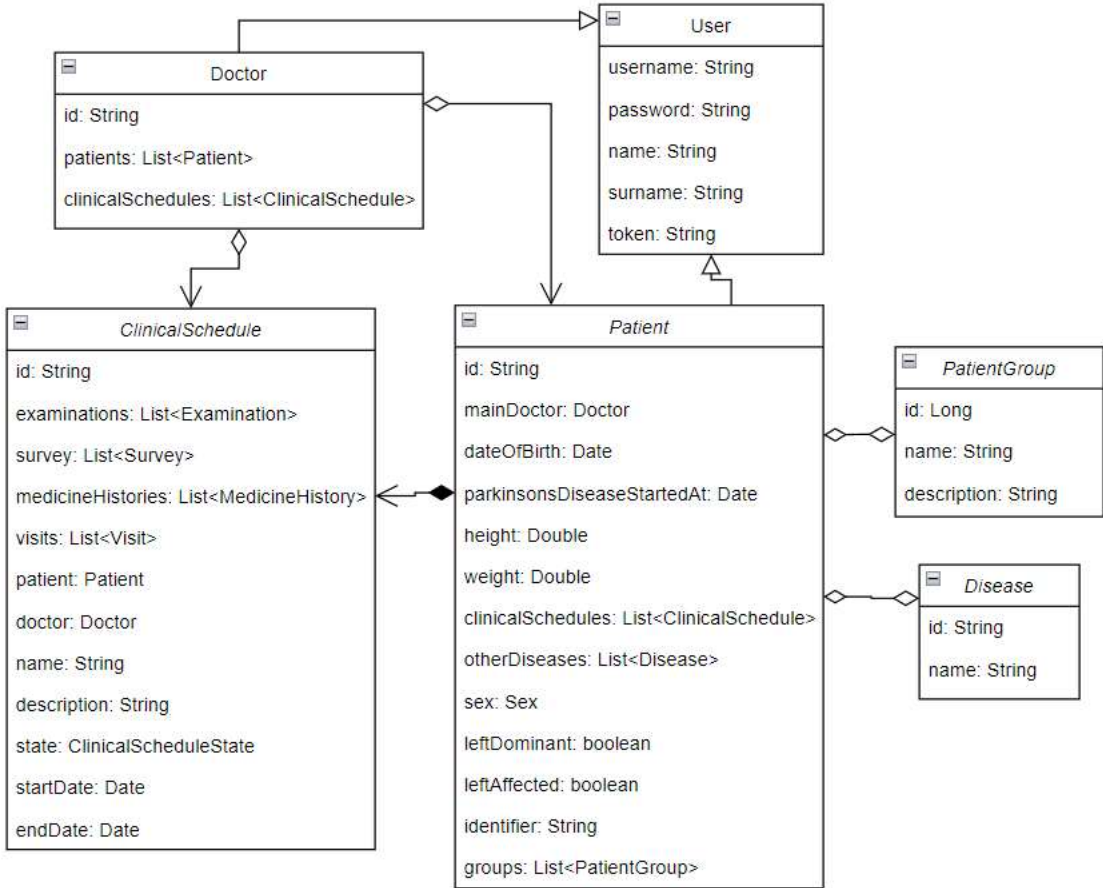 User
username: String
password: String
name: String
surname: String
token: String
Doctor
id: String
patients: List<Patient>
clinicalSchedules: List<ClinicalSchedule>
ClinicalSchedule
id: String
examinations: List<Examination>
survey: List<Survey>
medicineHistories: List<MedicineHistory>
visits: List<Visit>
patient: Patient
doctor: Doctor
name: String
description: String
state: ClinicalScheduleState
startDate: Date
endDate: Date
Patient
id: String
mainDoctor: Doctor
dateOfBirth: Date
parkinsonsDiseaseStartedAt: Date
height: Double
weight: Double
clinicalSchedules: List<ClinicalSchedule>
otherDiseases: List<Disease>
sex: Sex
leftDominant: boolean
leftAffected: boolean
identifier: String
groups: List<PatientGroup>
PatientGroup
id: Long
name: String
description: String
Disease
id: String
name: String